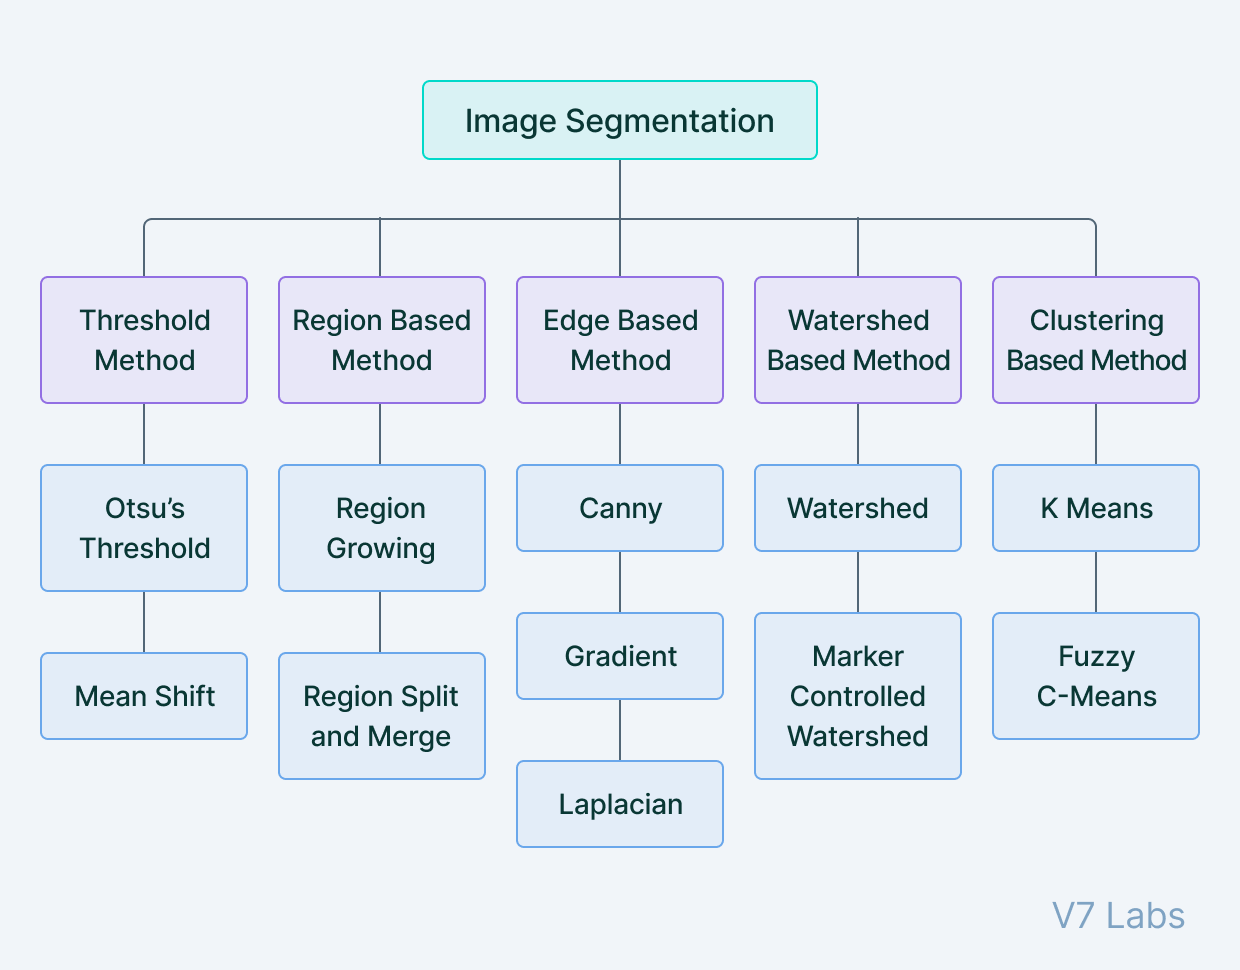 Image Segmentation
Threshold
Method
Region Based
Method
Edge Based
Method
Watershed
Based Method
Clustering
Based Method
Otsu’s
Threshold
Mean Shift
Region
Growing
Region Split
and Merge
Canny
Gradient
Laplacian
Watershed
Marker
Controlled
Watershed
K Means
Fuzzy
C-Means
V7 Labs